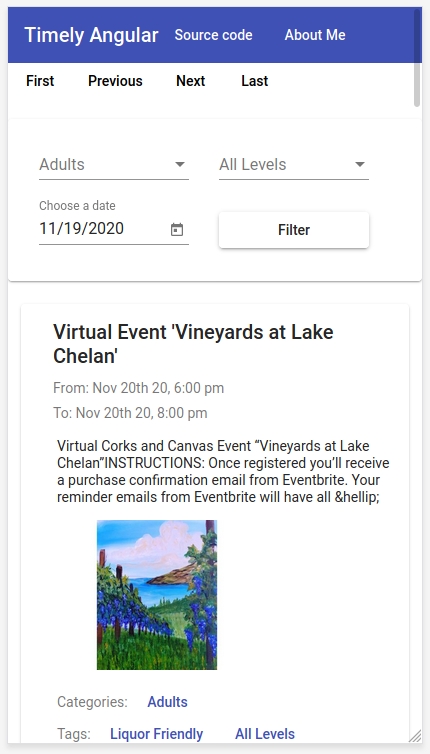 Timely Angular Source code About Me
First Previous Next Last
Adults All Levels
Choose a date
11/19/2020 Filter
Virtual Event 'Vineyards at Lake
Chelan'
From: Nov 20th 20, 6:00 pm
To: Nov 20th 20, 8:00 pm
Virtual Corks and Canvas Event “Vineyards at Lake
Chelan”INSTRUCTIONS: Once registered you’ll receive
a purchase confirmation email from Eventbrite. Your
reminder emails from Eventbrite will have all &hellip;
Categories: Adults
Tags: Liquor Friendly All Levels